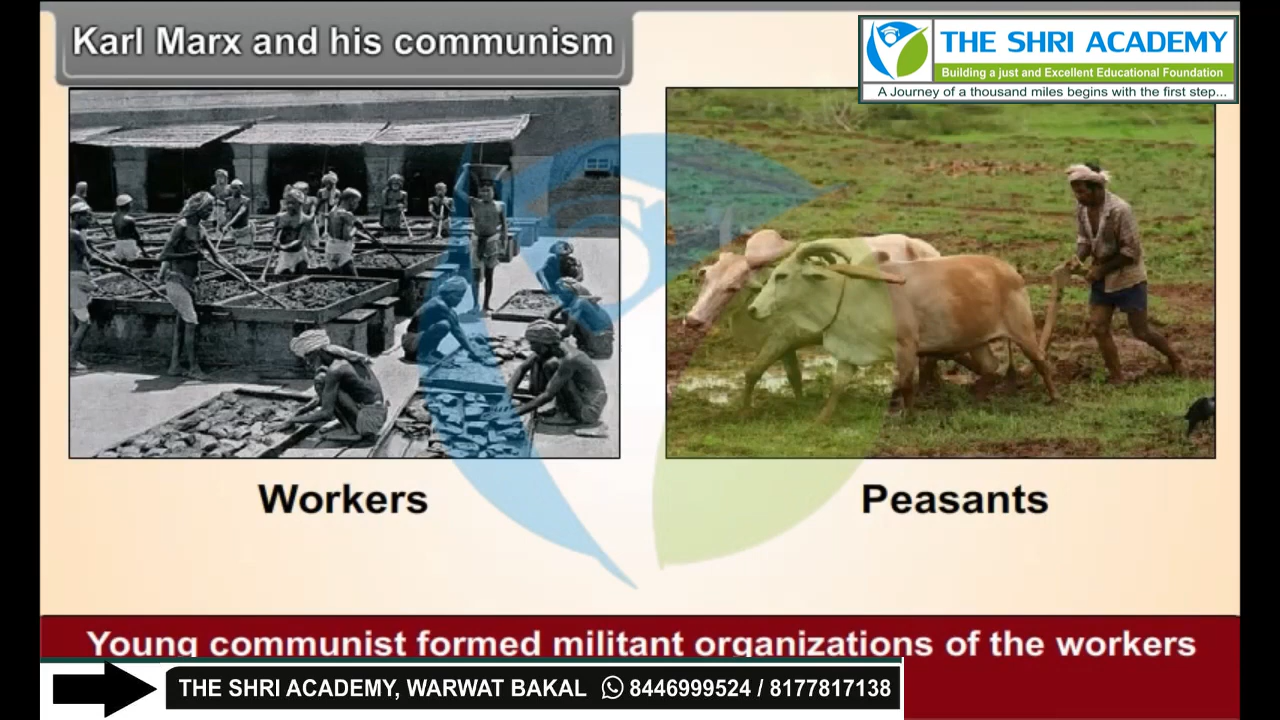 Karl Marx and his communism
THE SHRI ACADEMY
Building a just and Excellent Educational Foundation
A Journey of a thousand miles begins with the first step...
Workers
Peasants
Young communist formed militant organizations of the workers
THE SHRI ACADEMY, WARWAT BAKAL 8446999524 / 8177817138